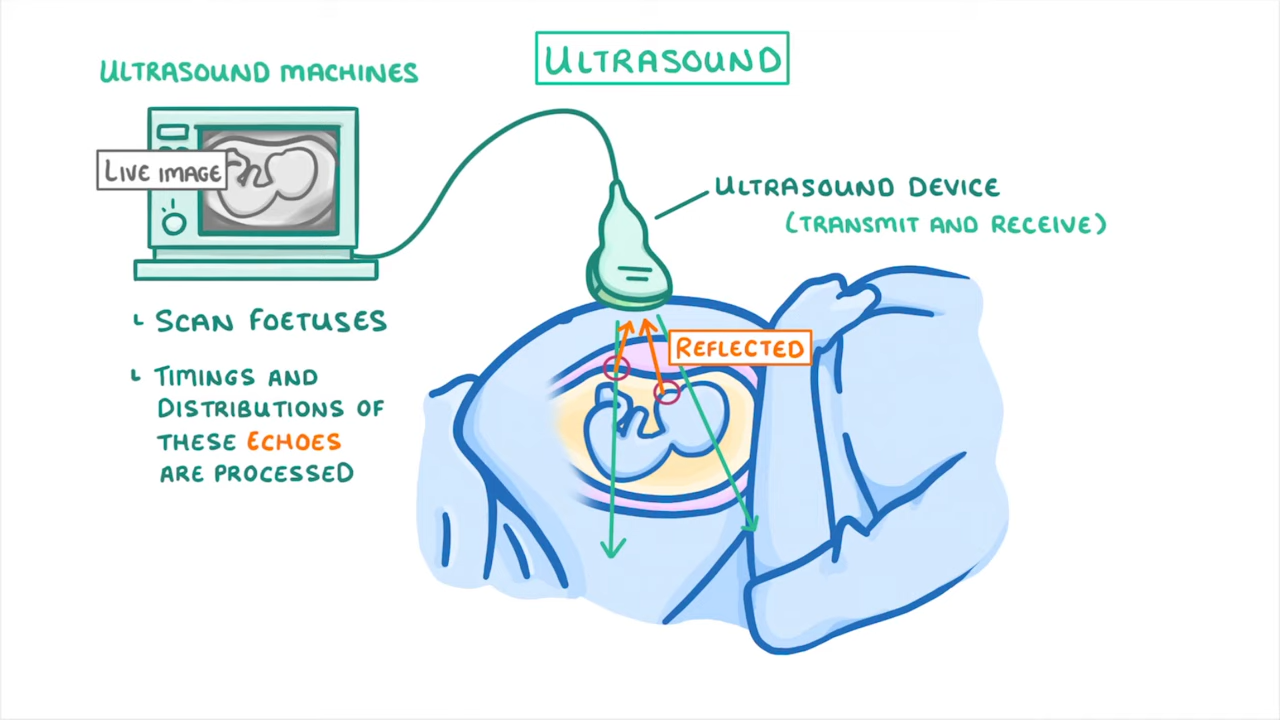 ULTRASOUND
ULTRASOUND MACHINES
LIVE IMAGE
ULTRASOUND DEVICE
(TRANSMIT AND RECEIVE)
REFLECTED
↳ SCAN FOETUSES
↳ TIMINGS AND
DISTRIBUTIONS OF
THESE ECHOES
ARE PROCESSED